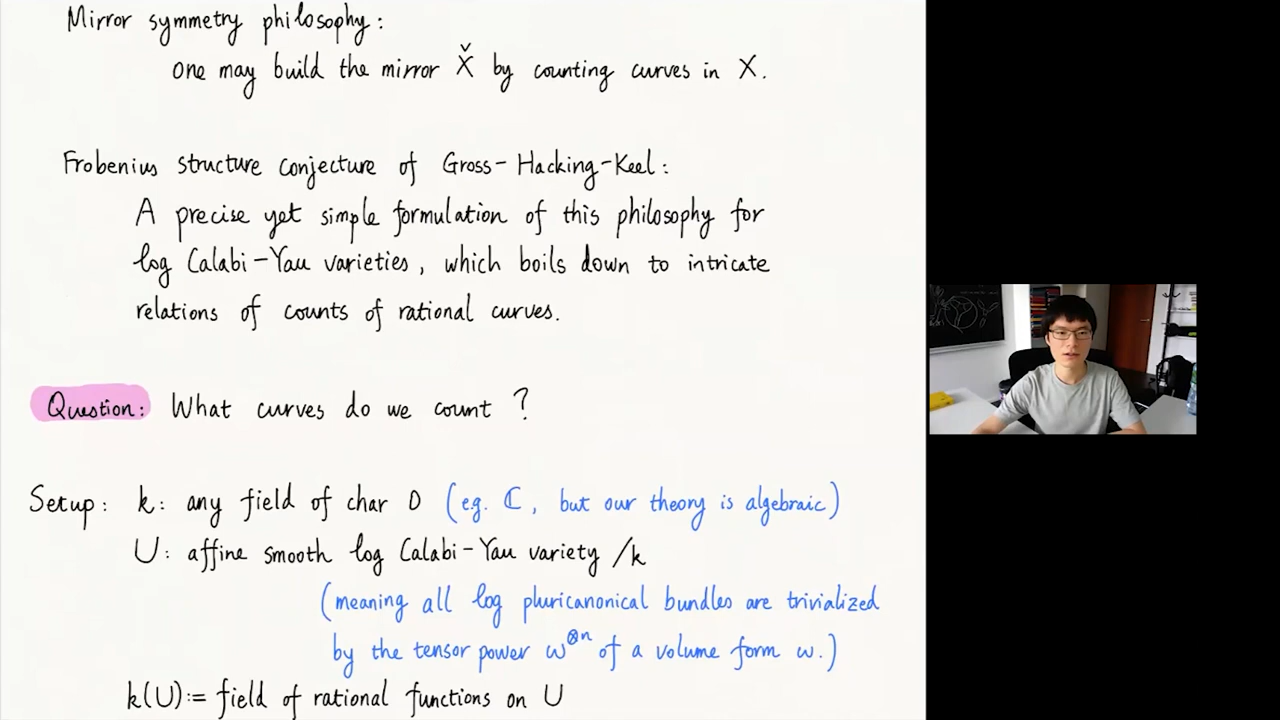 Mirror symmetry philosophy:
one may build the mirror X̌ by counting curves in X.
Frobenius structure conjecture of Gross-Hacking-Keel:
A precise yet simple formulation of this philosophy for
log Calabi-Yau varieties, which boils down to intricate
relations of counts of rational curves.
Question: What curves do we count ?
Setup: k: any field of char 0 (eg. ℂ, but our theory is algebraic)
U: affine smooth log Calabi-Yau variety /k
(meaning all log pluricanonical bundles are trivialized
by the tensor power ω^⊗n of a volume form ω.)
k(U):= field of rational functions on U